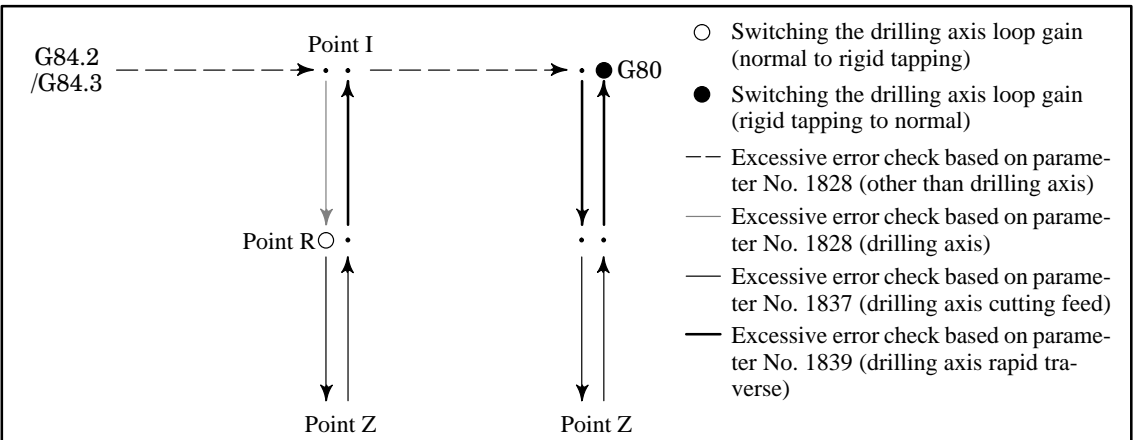 G84.2
/G84.3
Point I
G80
Point R
Point Z
Point Z
Switching the drilling axis loop gain
(normal to rigid tapping)
Switching the drilling axis loop gain
(rigid tapping to normal)
Excessive error check based on parame-
ter No. 1828 (other than drilling axis)
Excessive error check based on parame-
ter No. 1828 (drilling axis)
Excessive error check based on parame-
ter No. 1837 (drilling axis cutting feed)
Excessive error check based on parame-
ter No. 1839 (drilling axis rapid tra-
verse)